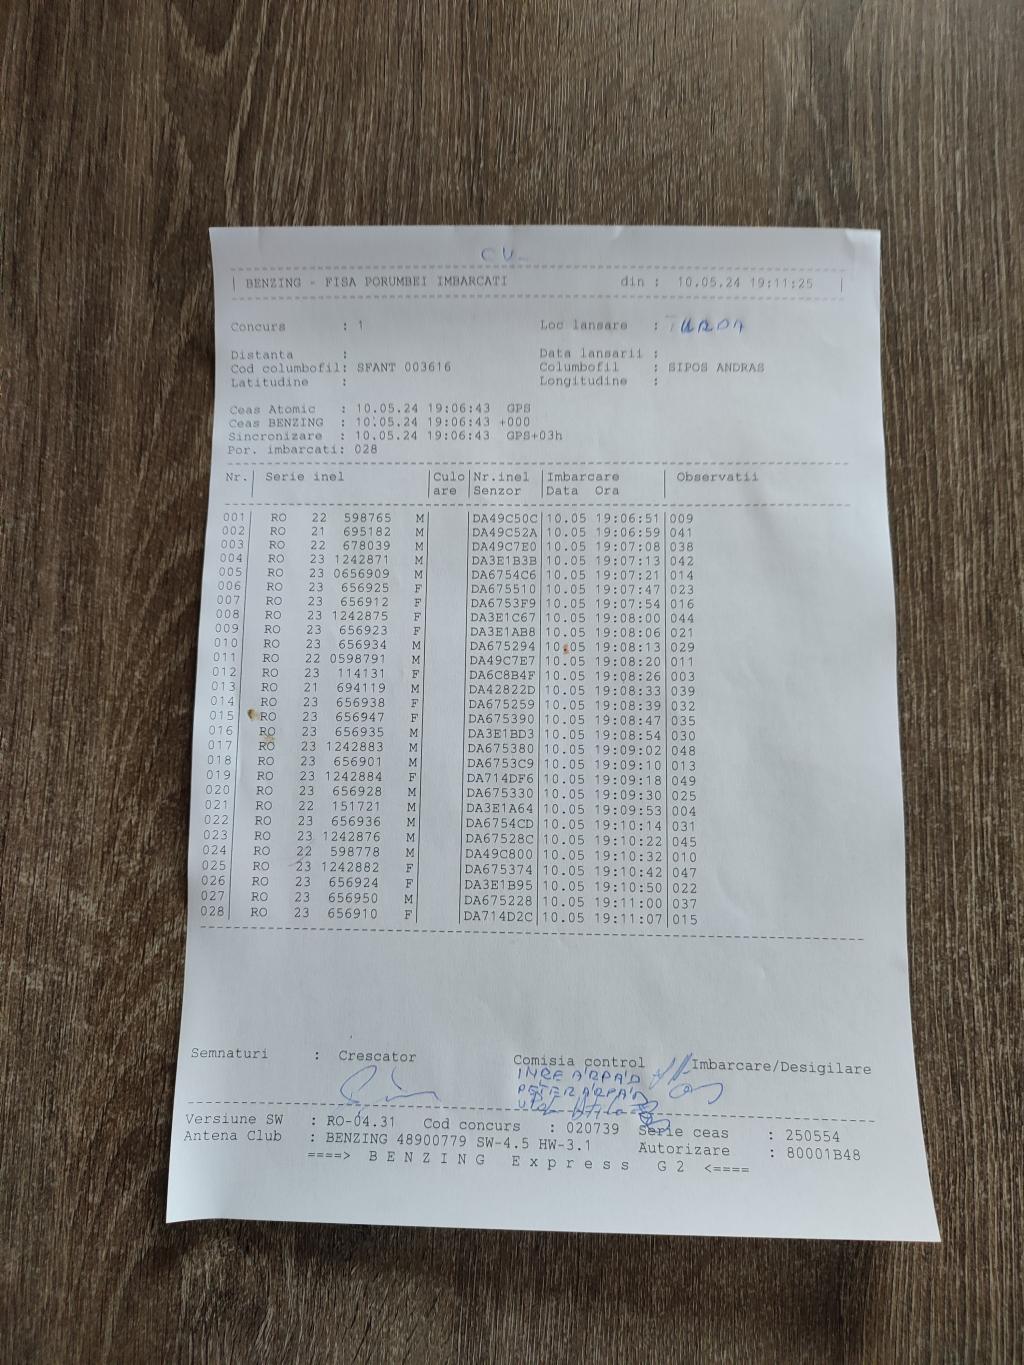 CU
BENZING - FISA PORUMBEI IMBARCATI din : 10.05.24 19:11:25
Concurs : 1 Loc lansare : TURDA
Distanta : Data lansarii :
Cod columbofil: SFANT 003616 Columbofil : SIPOS ANDRAS
Latitudine : Longitudine :
Ceas Atomic : 10.05.24 19:06:43 GPS
Ceas BENZING : 10.05.24 19:06:43 +000
Sincronizare : 10.05.24 19:06:43 GPS+03h
Por. imbarcati: 028
Nr. | Serie inel |Culo|Nr.inel |Imbarcare | Observatii
|are |Senzor |Data Ora |
001 | RO 22 598765 M| |DA49C50C|10.05 19:06:51|009
002 | RO 21 695182 M| |DA49C52A|10.05 19:06:59|041
003 | RO 22 678039 M| |DA49C7E0|10.05 19:07:08|038
004 | RO 23 1242871 M| |DA3E1B3B|10.05 19:07:13|042
005 | RO 23 0656909 M| |DA6754C6|10.05 19:07:21|014
006 | RO 23 656925 F| |DA675510|10.05 19:07:47|023
007 | RO 23 656912 F| |DA6753F9|10.05 19:07:54|016
008 | RO 23 1242875 F| |DA3E1C67|10.05 19:08:00|044
009 | RO 23 656923 F| |DA3E1AB8|10.05 19:08:06|021
010 | RO 23 656934 M| |DA675294|10.05 19:08:13|029
011 | RO 22 0598791 M| |DA49C7E7|10.05 19:08:20|011
012 | RO 23 114131 F| |DA6C8B4F|10.05 19:08:26|003
013 | RO 21 694119 M| |DA42822D|10.05 19:08:33|039
014 | RO 23 656938 F| |DA675259|10.05 19:08:39|032
015 | RO 23 656947 F| |DA675390|10.05 19:08:47|035
016 | RO 23 656935 M| |DA3E1BD3|10.05 19:08:54|030
017 | RO 23 1242883 M| |DA675380|10.05 19:09:02|048
018 | RO 23 656901 M| |DA6753C9|10.05 19:09:10|013
019 | RO 23 1242884 F| |DA714DF6|10.05 19:09:18|049
020 | RO 23 656928 M| |DA675330|10.05 19:09:30|025
021 | RO 22 151721 M| |DA3E1A64|10.05 19:09:53|004
022 | RO 23 656936 M| |DA6754CD|10.05 19:10:14|031
023 | RO 23 1242876 M| |DA67528C|10.05 19:10:22|045
024 | RO 22 598778 M| |DA49C800|10.05 19:10:32|010
025 | RO 23 1242882 F| |DA675374|10.05 19:10:42|047
026 | RO 23 656924 F| |DA3E1B95|10.05 19:10:50|022
027 | RO 23 656950 M| |DA675228|10.05 19:11:00|037
028 | RO 23 656910 F| |DA714D2C|10.05 19:11:07|015
Semnaturi : Crescator Comisia control Imbarcare/Desigilare
IMRE ÁRPÁD
PÉTER ÁRPÁD
Versiune SW : RO-04.31 Cod concurs : 020739 Serie ceas : 250554
Antena Club : BENZING 48900779 SW-4.5 HW-3.1 Autorizare : 80001B48
====> B E N Z I N G E x p r e s s G 2 <====